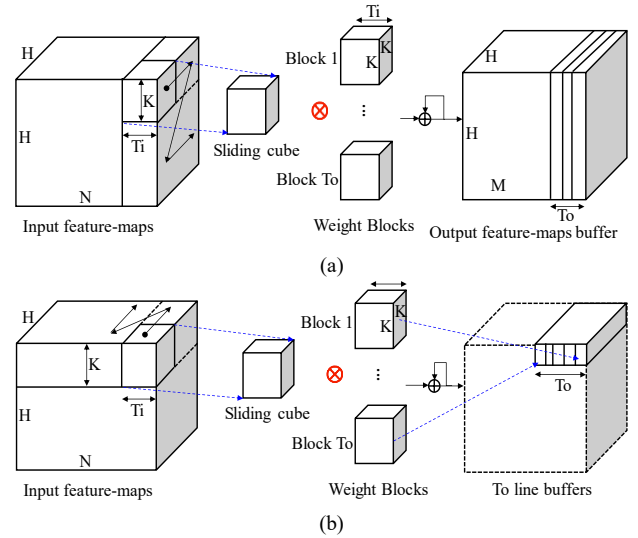 Ti
H
Block 1
K
K
H
K
H
...
H
Ti
Sliding cube
Block To
M
N
To
Input feature-maps
Weight Blocks
Output feature-maps buffer
(a)
H
K
Block 1
K
K
...
H
Ti
Sliding cube
To
Block To
N
Input feature-maps
Weight Blocks
To line buffers
(b)